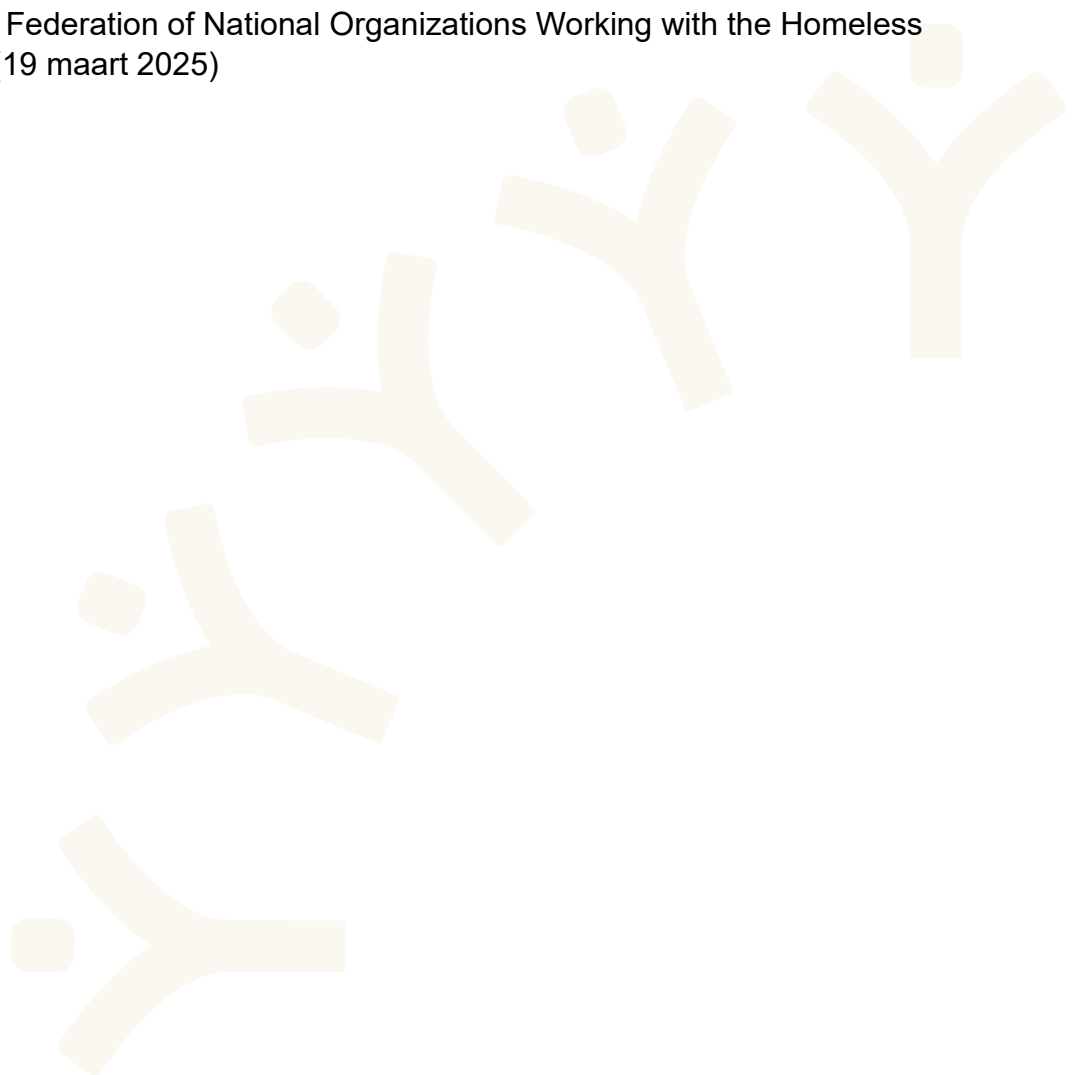 Federation of National Organizations Working with the Homeless
(19 maart 2025)